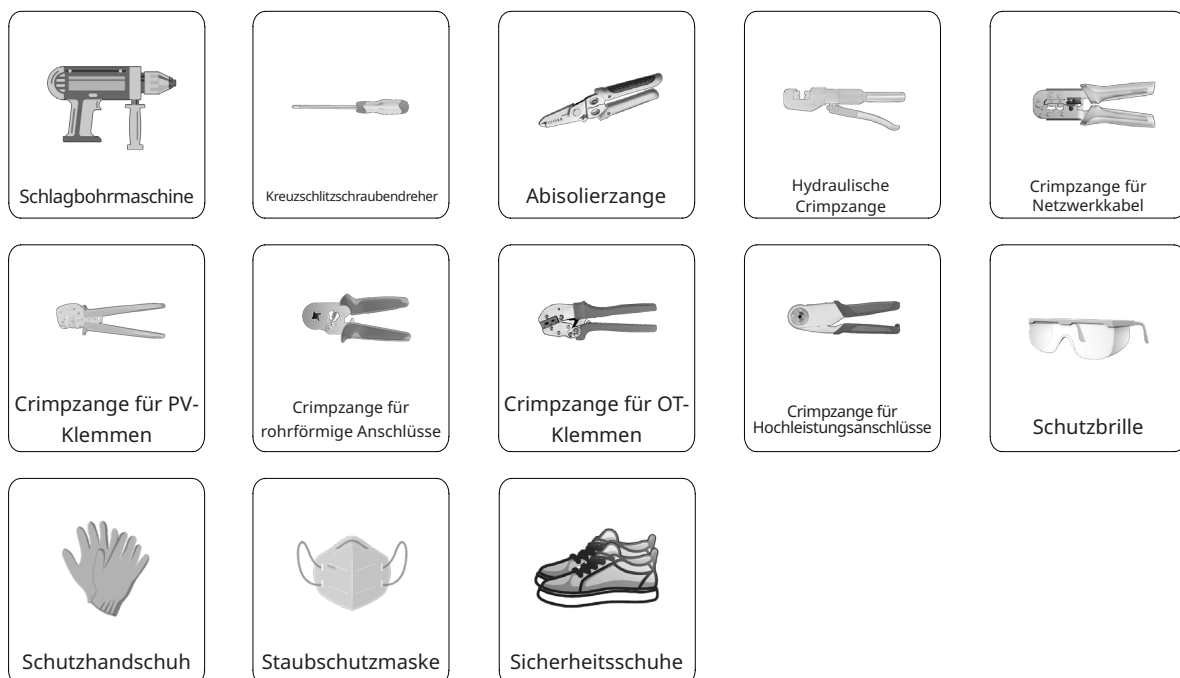 Schlagbohrmaschine
Kreuzschlitzschraubendreher
Abisolierzange
Hydraulische
Crimpzange
Crimpzange für
Netzwerkkabel
Crimpzange für PV-
Klemmen
Crimpzange für
rohrförmige Anschlüsse
Crimpzange für OT-
Klemmen
Crimpzange für
Hochleistungsanschlüsse
Schutzbrille
Schutzhandschuh
Staubschutzmaske
Sicherheitsschuhe